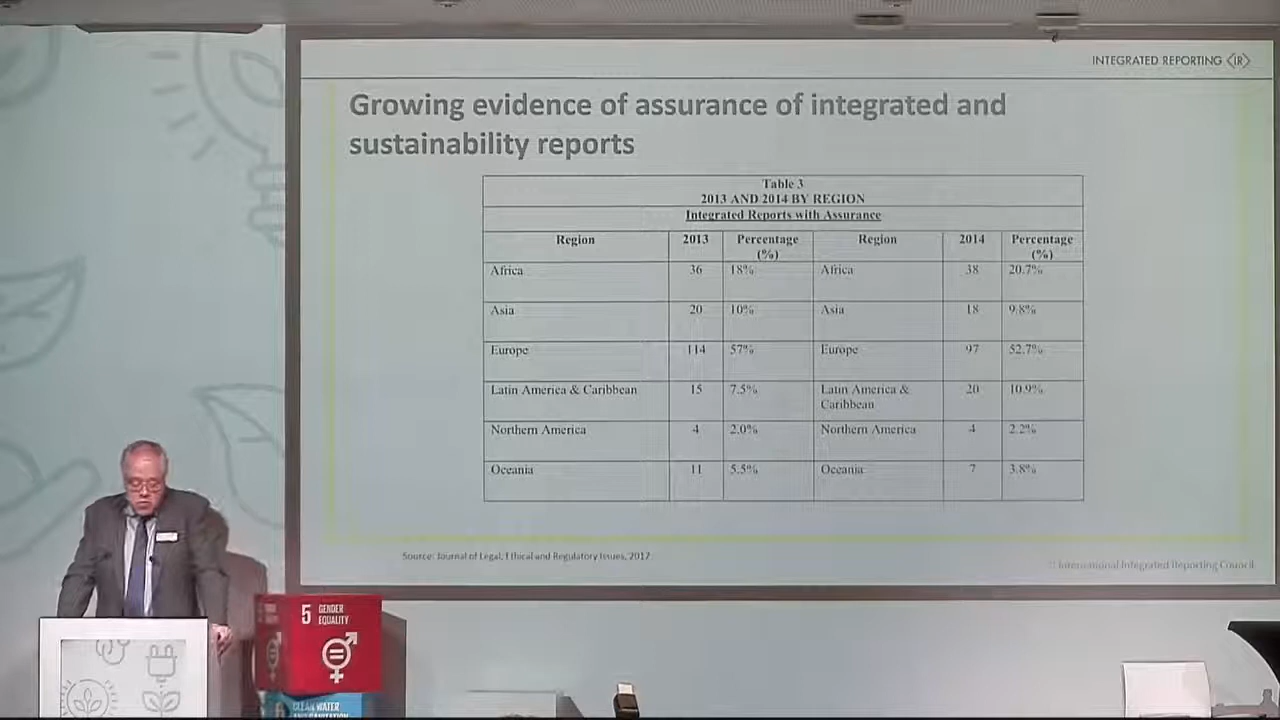 INTEGRATED REPORTING <IR>
Growing evidence of assurance of integrated and
sustainability reports
Table 3
2013 AND 2014 BY REGION
Integrated Reports with Assurance
Region 2013 Percentage (%) Region 2014 Percentage (%)
Africa 36 18% Africa 38 20.7%
Asia 20 10% Asia 18 9.8%
Europe 114 57% Europe 97 52.7%
Latin America & Caribbean 15 7.5% Latin America & Caribbean 20 10.9%
Northern America 4 2.0% Northern America 4 2.2%
Oceania 11 5.5% Oceania 7 3.8%
Source: Journal of Legal, Ethical and Regulatory Issues, 2017
© International Integrated Reporting Council
5 GENDER
EQUALITY
6 CLEAN WATER
AND SANITATION